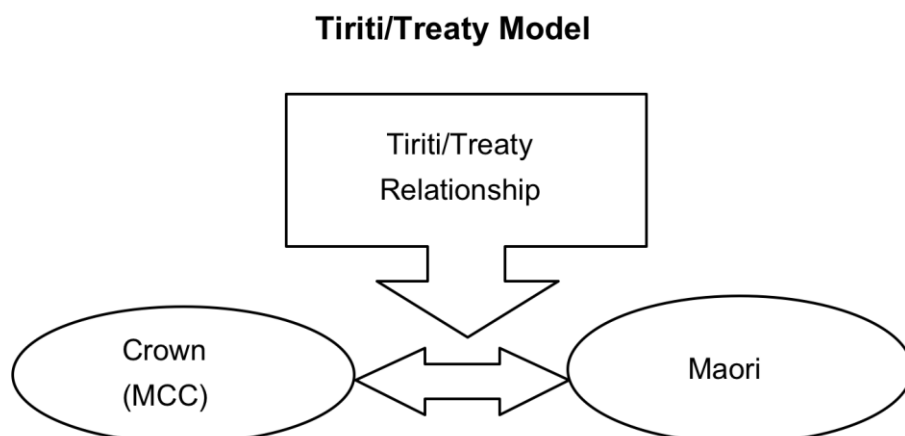 Tiriti/Treaty Model
Tiriti/Treaty
Relationship
Crown
(MCC)
Maori